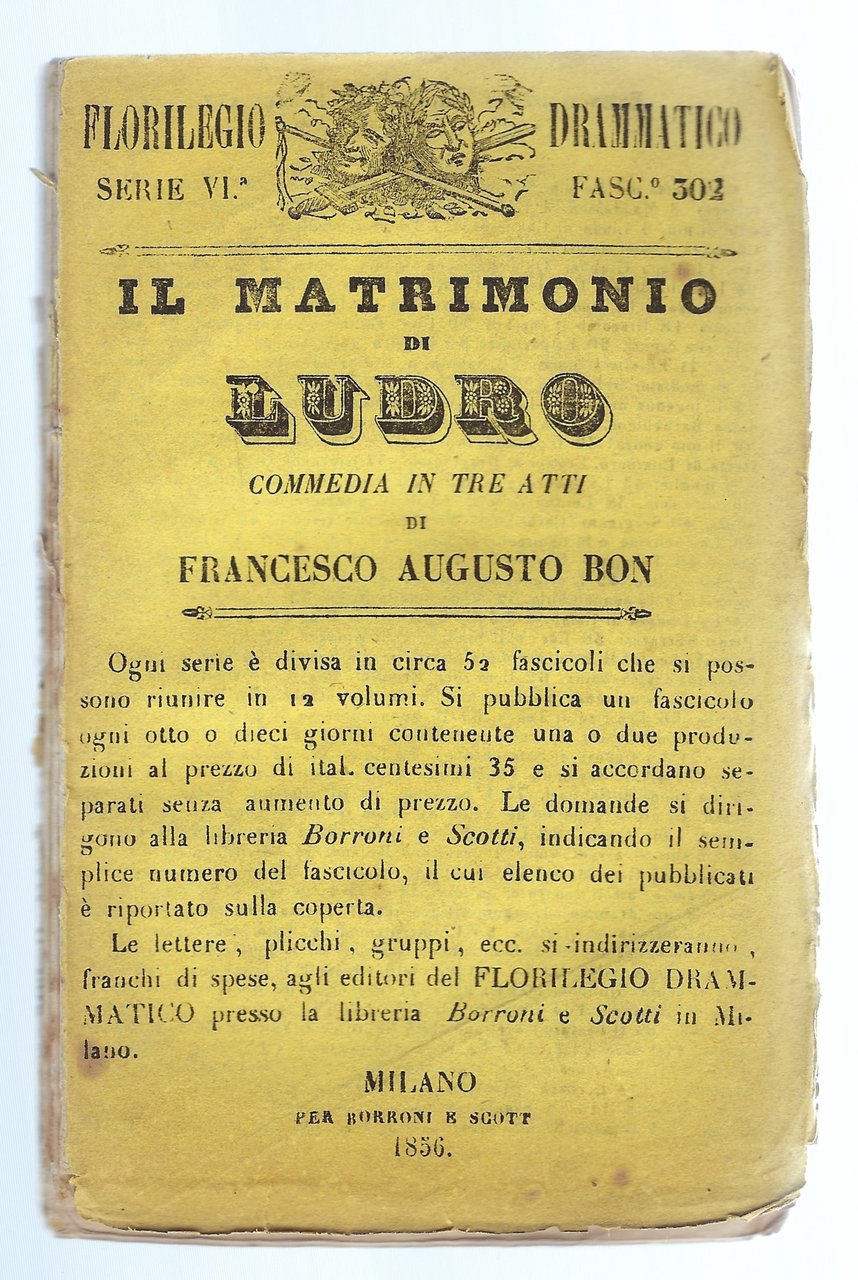 FLORILEGIO DRAMMATICO
SERIE VI.ª FASC.º 302
IL MATRIMONIO
DI
LUDRO
COMMEDIA IN TRE ATTI
DI
FRANCESCO AUGUSTO BON
Ogni serie è divisa in circa 52 fascicoli che si pos-
sono riunire in 12 volumi. Si pubblica un fascicolo
ogni otto o dieci giorni contenente una o due produ-
zioni al prezzo di ital. centesimi 35 e si accordano se-
parati senza aumento di prezzo. Le domande si diri-
gono alla libreria Borroni e Scotti, indicando il sem-
plice numero del fascicolo, il cui elenco dei pubblicati
è riportato sulla coperta.
Le lettere, plicchi, gruppi, ecc. si indirizzeranno,
franchi di spese, agli editori del FLORILEGIO DRAM-
MATICO presso la libreria Borroni e Scotti in Mi-
lano.
MILANO
PER BORRONI E SCOTT
1856.